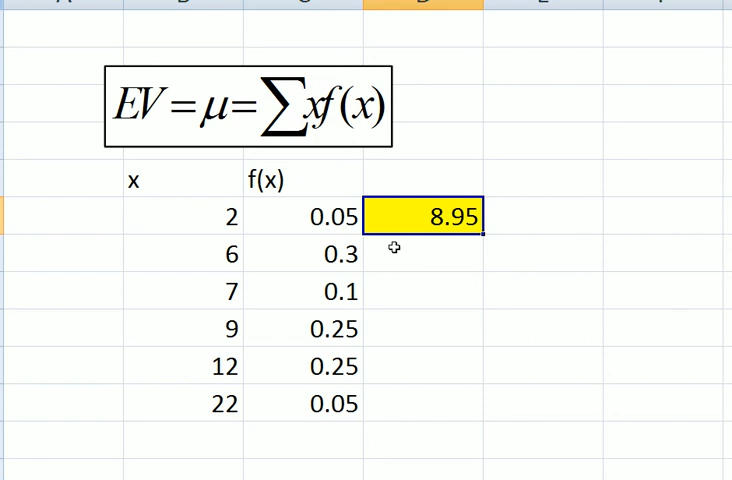 EV = μ = ∑xf(x)
x f(x)
2 0.05 8.95
6 0.3
7 0.1
9 0.25
12 0.25
22 0.05